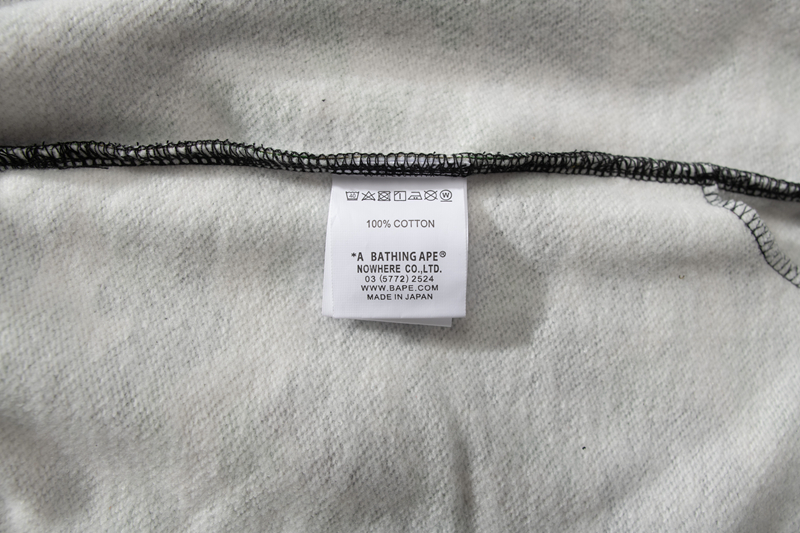 100% COTTON
*A BATHING APE®
NOWHERE CO.,LTD.
03 (5772) 2524
WWW.BAPE.COM
MADE IN JAPAN